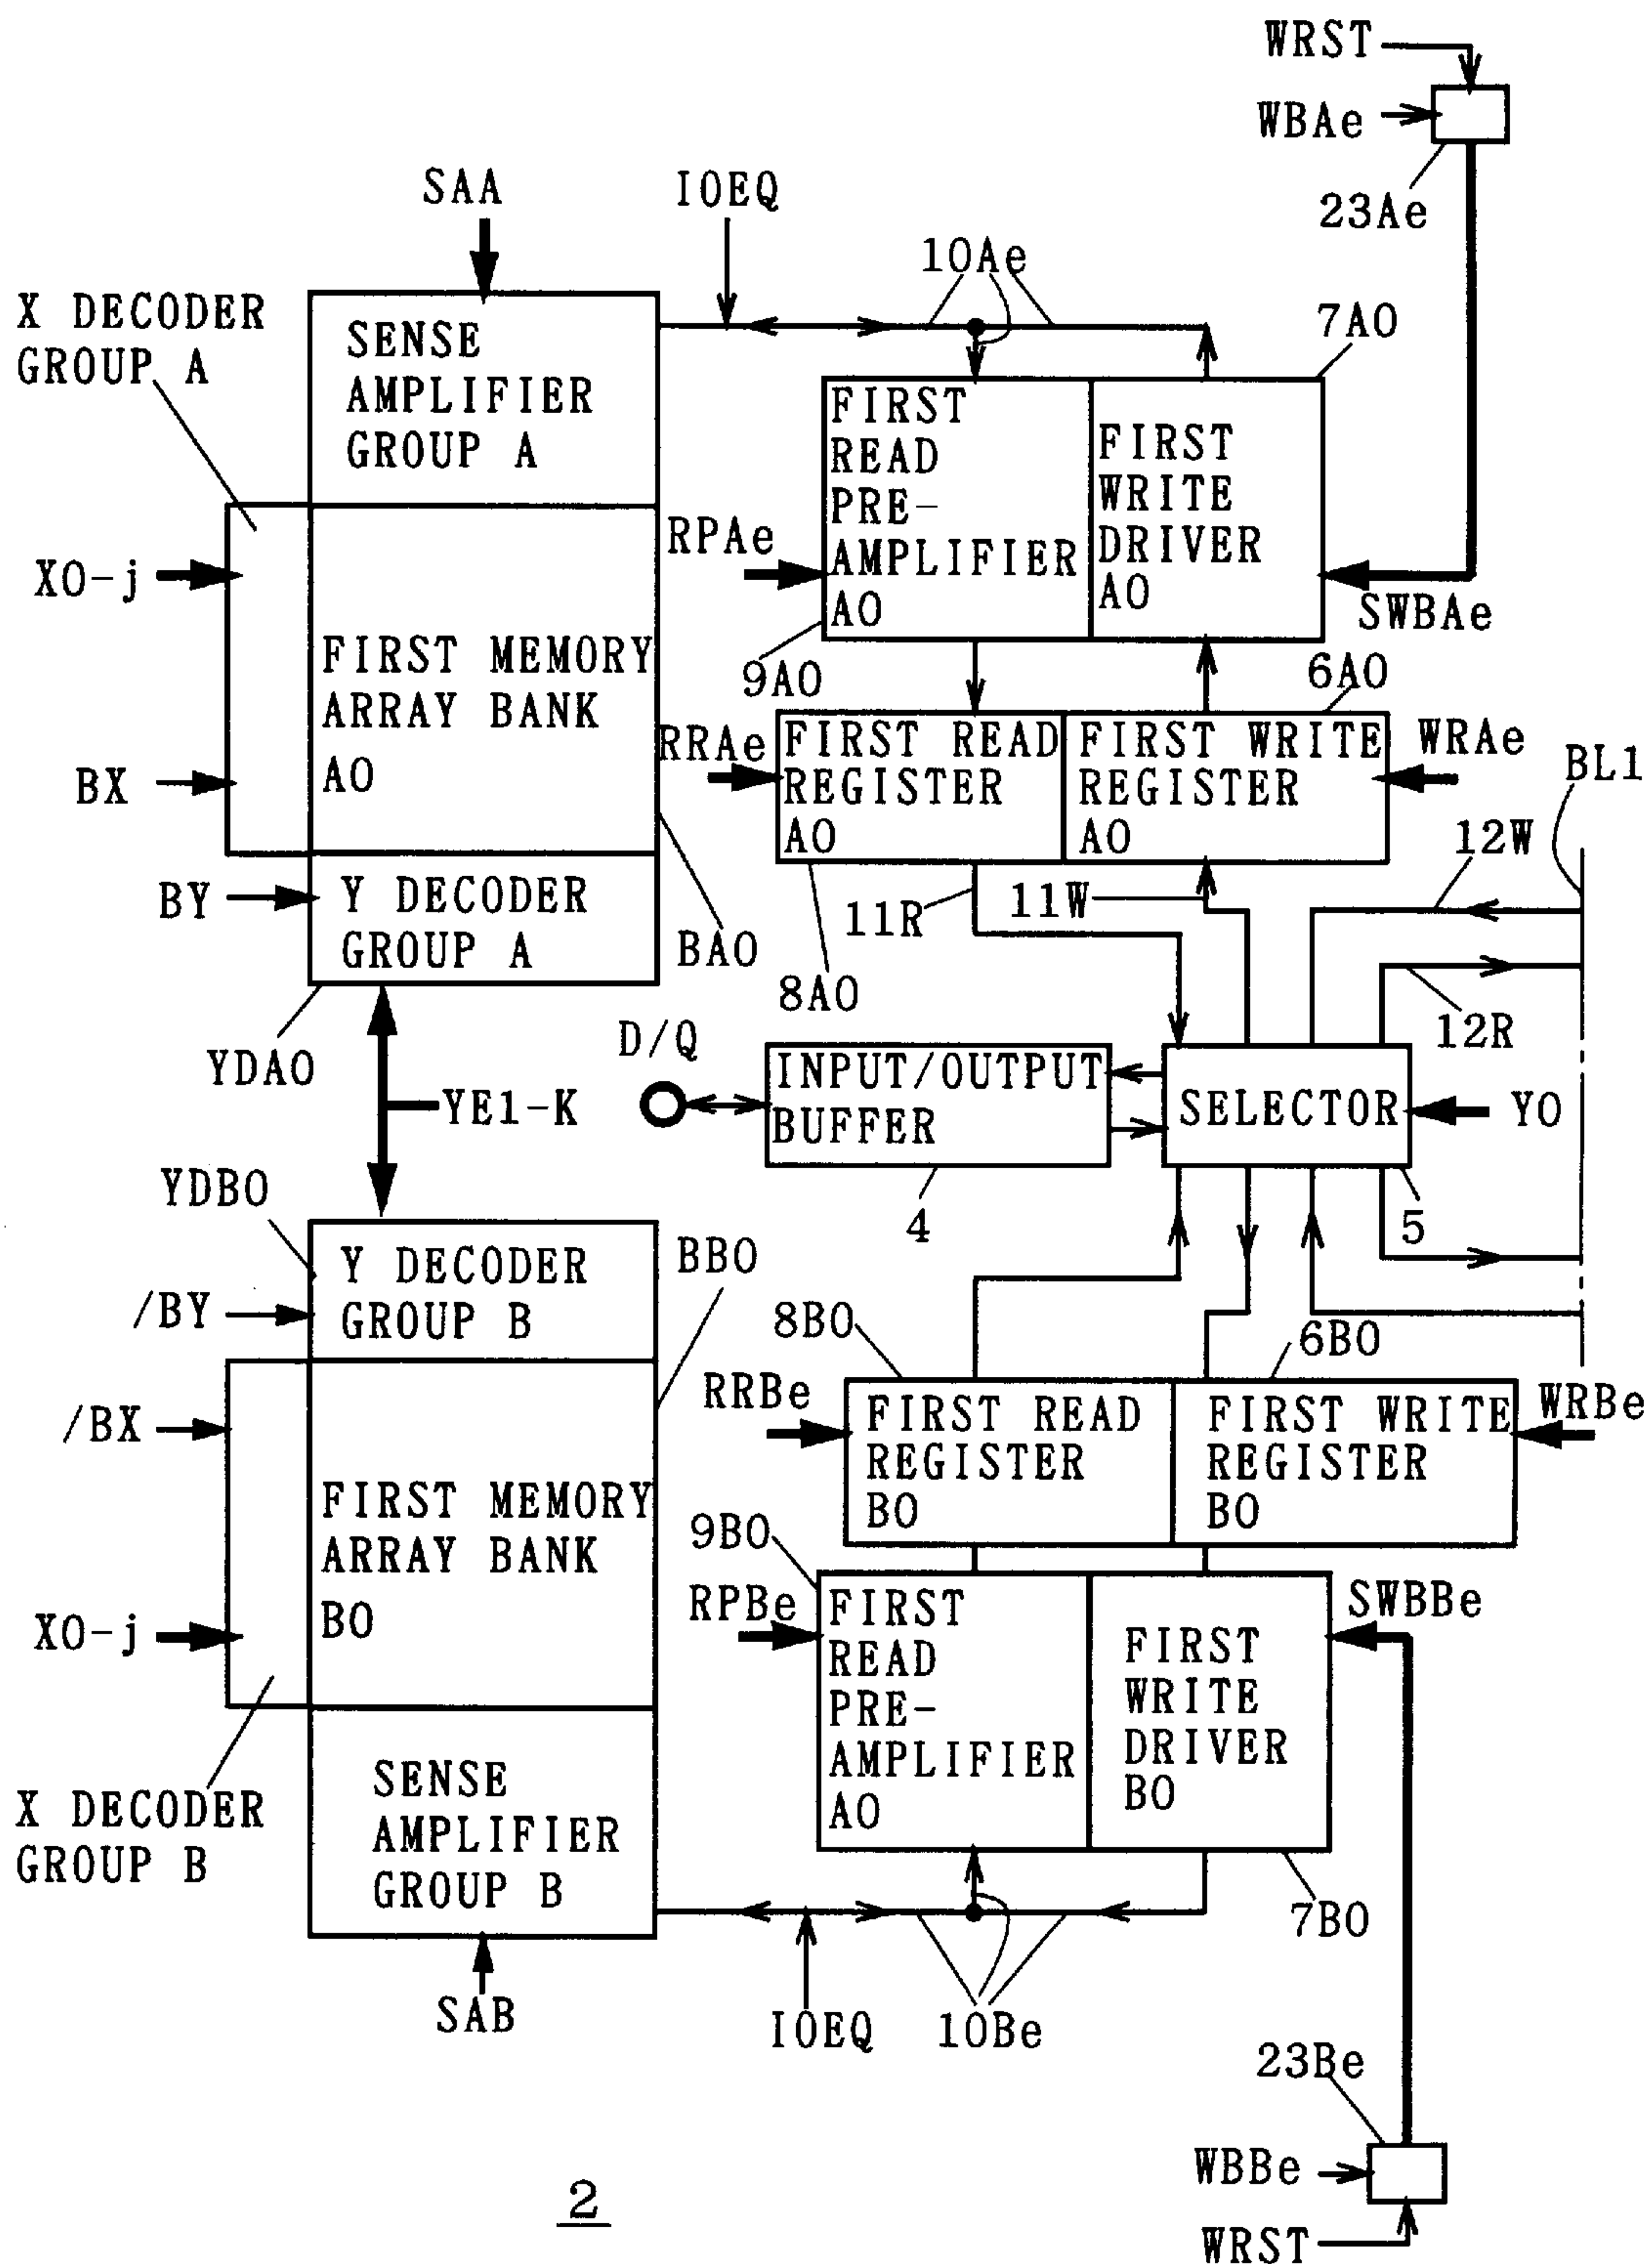 WRST
WBAe
23Ae
SAA
IOEQ
10Ae
X DECODER
GROUP A
7A0
SENSE
AMPLIFIER
GROUP A
FIRST
READ
PRE-
AMPLIFIER
A0
FIRST
WRITE
DRIVER
A0
RPAe
X0-j
SWBAe
9A0
6A0
FIRST MEMORY
ARRAY BANK
A0
RRAe
FIRST READ
REGISTER
A0
FIRST WRITE
REGISTER
A0
WRAe
BL1
BX
12W
BY
Y DECODER
GROUP A
11R
11W
BA0
8A0
12R
YDA0
D/Q
INPUT/OUTPUT
BUFFER
SELECTOR
Y0
YE1-K
YDB0
4
5
Y DECODER
GROUP B
BB0
/BY
8B0
6B0
/BX
RRBe
FIRST READ
REGISTER
B0
FIRST WRITE
REGISTER
B0
WRBe
FIRST MEMORY
ARRAY BANK
B0
9B0
X0-j
RPBe
FIRST
READ
PRE-
AMPLIFIER
A0
FIRST
WRITE
DRIVER
B0
SWBBe
X DECODER
GROUP B
SENSE
AMPLIFIER
GROUP B
7B0
SAB
IOEQ
10Be
23Be
WBBe
2
WRST